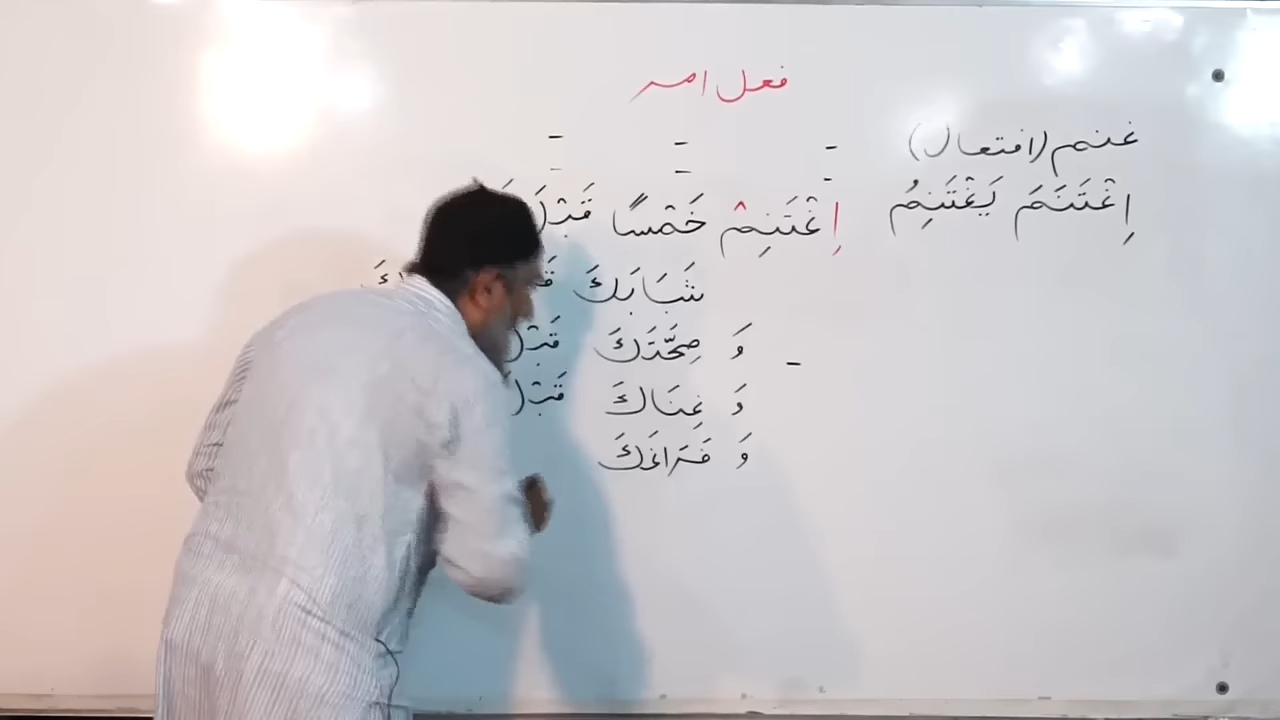 فعل امر
غنم (افتعال)
اِغْتَنَمَ يَغْتَنِمُ
اِغْتَنِمْ خَمْسًا قَبْلَ
شَبَابَكَ
وَ صِحَّتَكَ قَبْلَ
وَ غِنَاكَ قَبْلَ
وَ فَرَاغَكَ